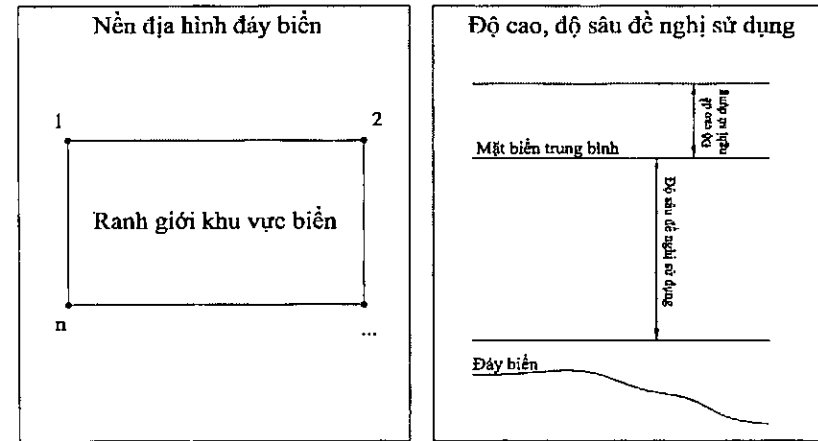 Nền địa hình đáy biển
1
2
Ranh giới khu vực biển
n
...
Độ cao, độ sâu đề nghị sử dụng
Độ cao đề
nghị sử dụng
Mặt biển trung bình
Độ sâu đề nghị sử dụng
Đáy biển